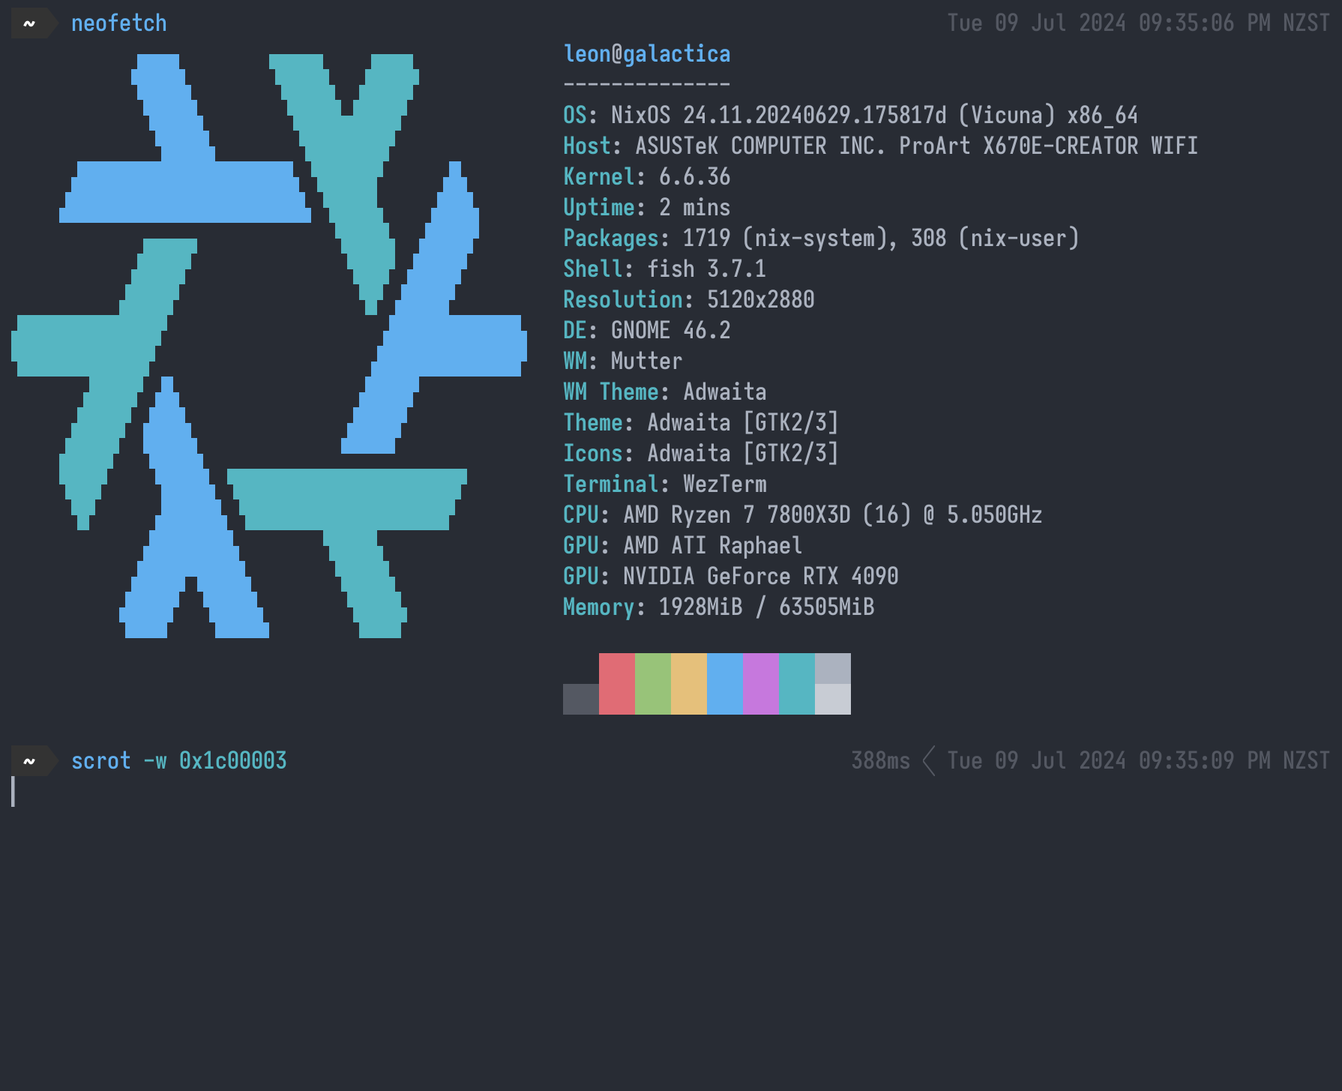 ~ neofetch Tue 09 Jul 2024 09:35:06 PM NZST
leon@galactica
--------------
OS: NixOS 24.11.20240629.175817d (Vicuna) x86_64
Host: ASUSTeK COMPUTER INC. ProArt X670E-CREATOR WIFI
Kernel: 6.6.36
Uptime: 2 mins
Packages: 1719 (nix-system), 308 (nix-user)
Shell: fish 3.7.1
Resolution: 5120x2880
DE: GNOME 46.2
WM: Mutter
WM Theme: Adwaita
Theme: Adwaita [GTK2/3]
Icons: Adwaita [GTK2/3]
Terminal: WezTerm
CPU: AMD Ryzen 7 7800X3D (16) @ 5.050GHz
GPU: AMD ATI Raphael
GPU: NVIDIA GeForce RTX 4090
Memory: 1928MiB / 63505MiB
~ scrot -w 0x1c00003 388ms Tue 09 Jul 2024 09:35:09 PM NZST